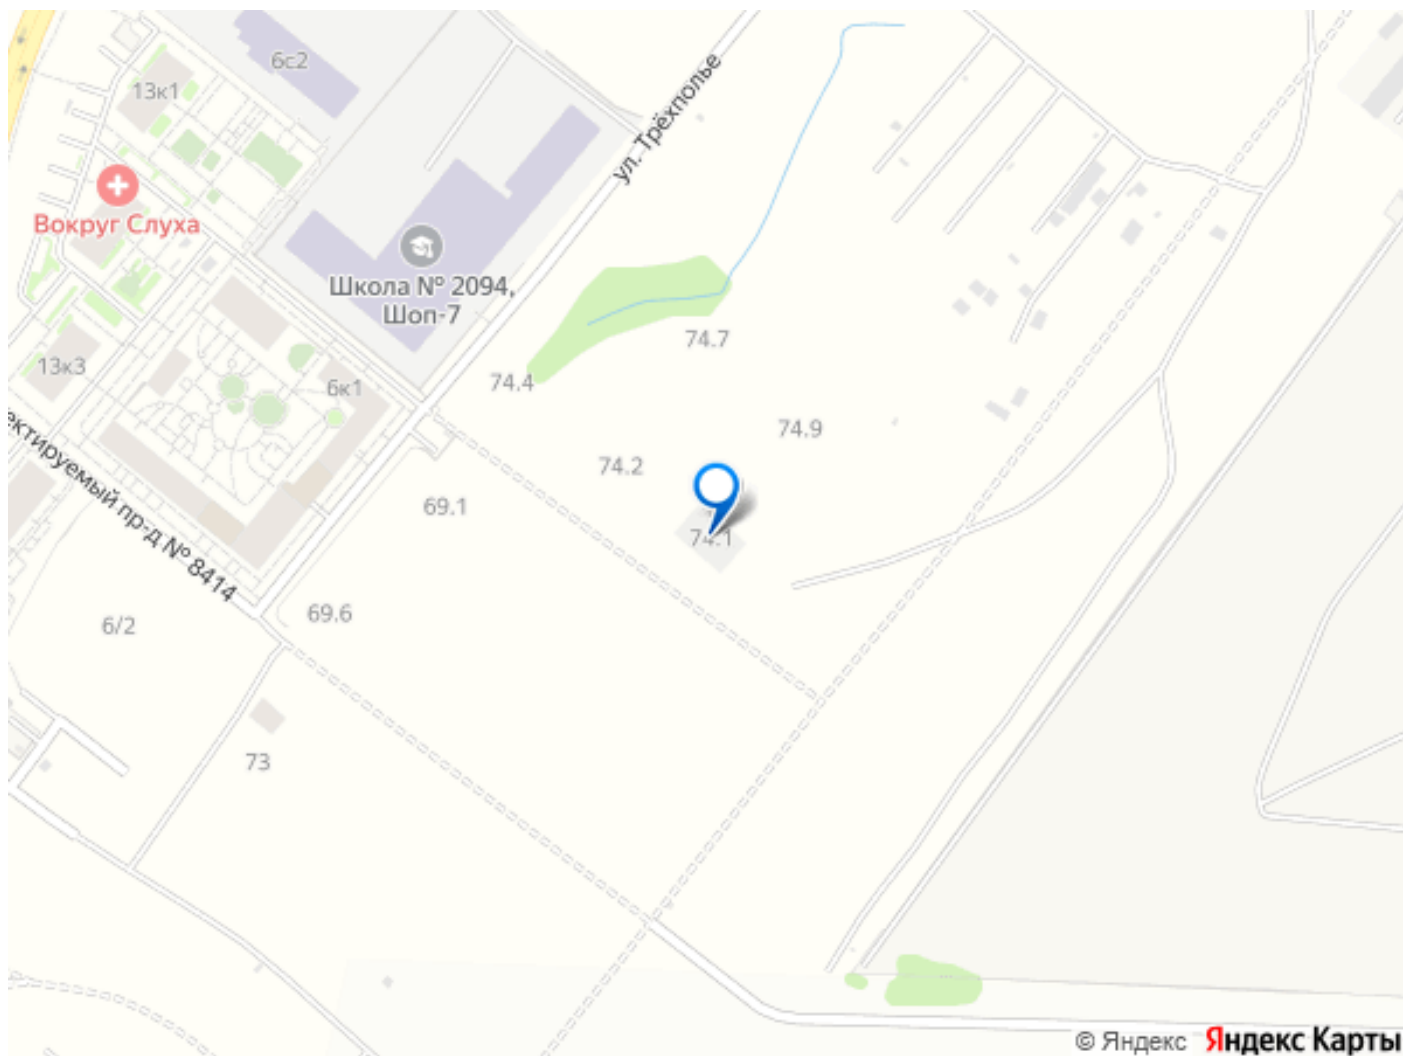 6с2
13к1
ул. Трёхполье
Вокруг Слуха
Школа № 2094,
Шоп-7
74.7
13к3
6к1
74.4
74.9
74.2
69.1
ектируемый пр-д № 8414
74.1
69.6
6/2
73
© Яндекс Яндекс Карты